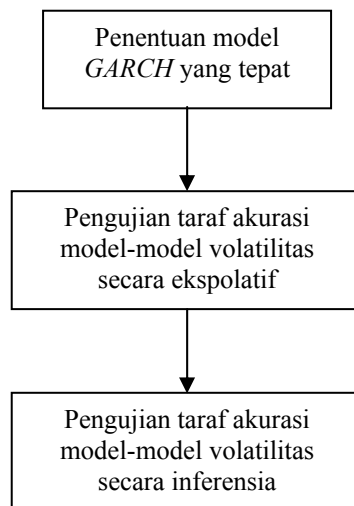 Penentuan model
GARCH yang tepat
Pengujian taraf akurasi
model-model volatilitas
secara ekspolatif
Pengujian taraf akurasi
model-model volatilitas
secara inferensia